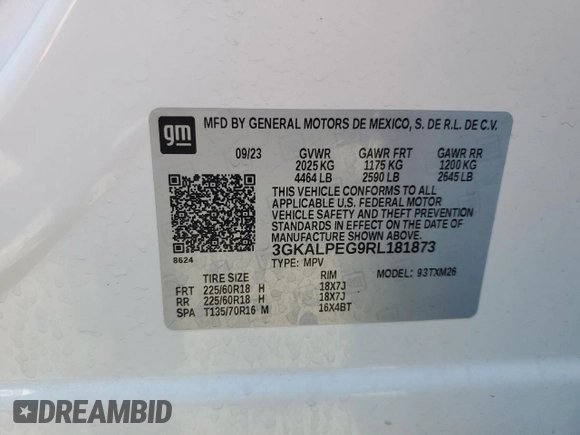 gm
MFD BY GENERAL MOTORS DE MEXICO, S. DE R.L. DE C.V.
09/23 GVWR GAWR FRT GAWR RR
2025 KG 1175 KG 1200 KG
4464 LB 2590 LB 2645 LB
THIS VEHICLE CONFORMS TO ALL
APPLICABLE U.S. FEDERAL MOTOR
VEHICLE SAFETY AND THEFT PREVENTION
STANDARDS IN EFFECT ON THE DATE OF
MANUFACTURE SHOWN ABOVE.
3GKALPEG9RL181873
8624
TYPE: MPV MODEL: 93TXM26
TIRE SIZE RIM
FRT 225/60R18 H 18X7J
RR 225/60R18 H 18X7J
SPA T135/70R16 M 16X4BT
DREAMBID